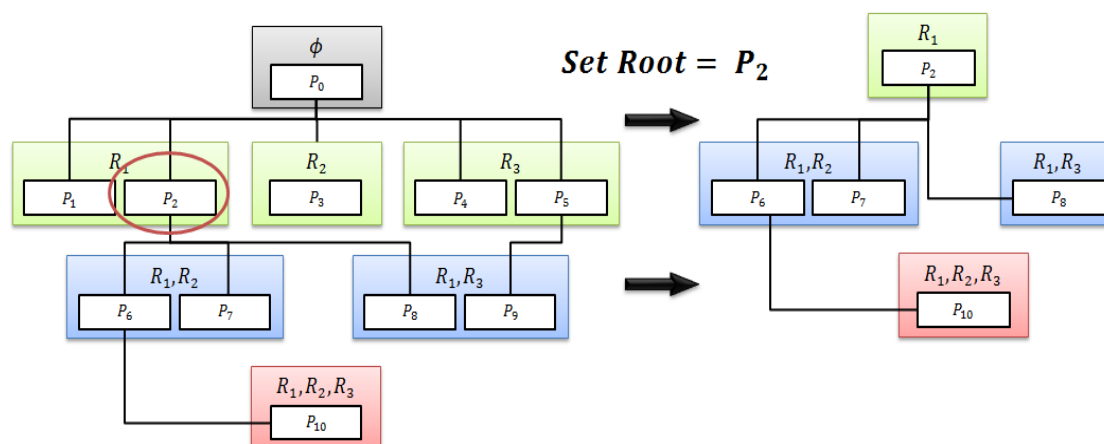 ϕ
P₀
Set Root = P₂
R₁
P₂
R₁
P₁
P₂
R₂
P₃
R₃
P₄
P₅
R₁,R₂
P₆
P₇
R₁,R₃
P₈
R₁,R₂
P₆
P₇
R₁,R₃
P₈
P₉
R₁,R₂,R₃
P₁₀
R₁,R₂,R₃
P₁₀